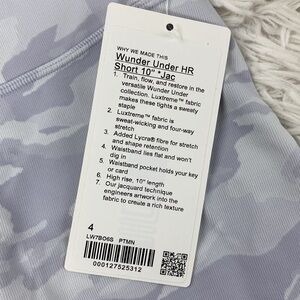 WHY WE MADE THIS
Wunder Under HR
Short 10" *Jac
1. Train, flow, and restore in the
versatile Wunder Under
collection. Luxtreme™ fabric
makes these tights a sweaty
staple
2. Luxtreme™ fabric is
sweat-wicking and four-way
stretch
3. Added Lycra® fibre for stretch
and shape retention
4. Waistband lies flat and won't
dig in
5. Waistband pocket holds your key
or card
6. High rise, 10" length
7. Our jacquard technique
engineers artwork into the
fabric to create a rich texture
4
LW7BO6S PTMN
000127525312